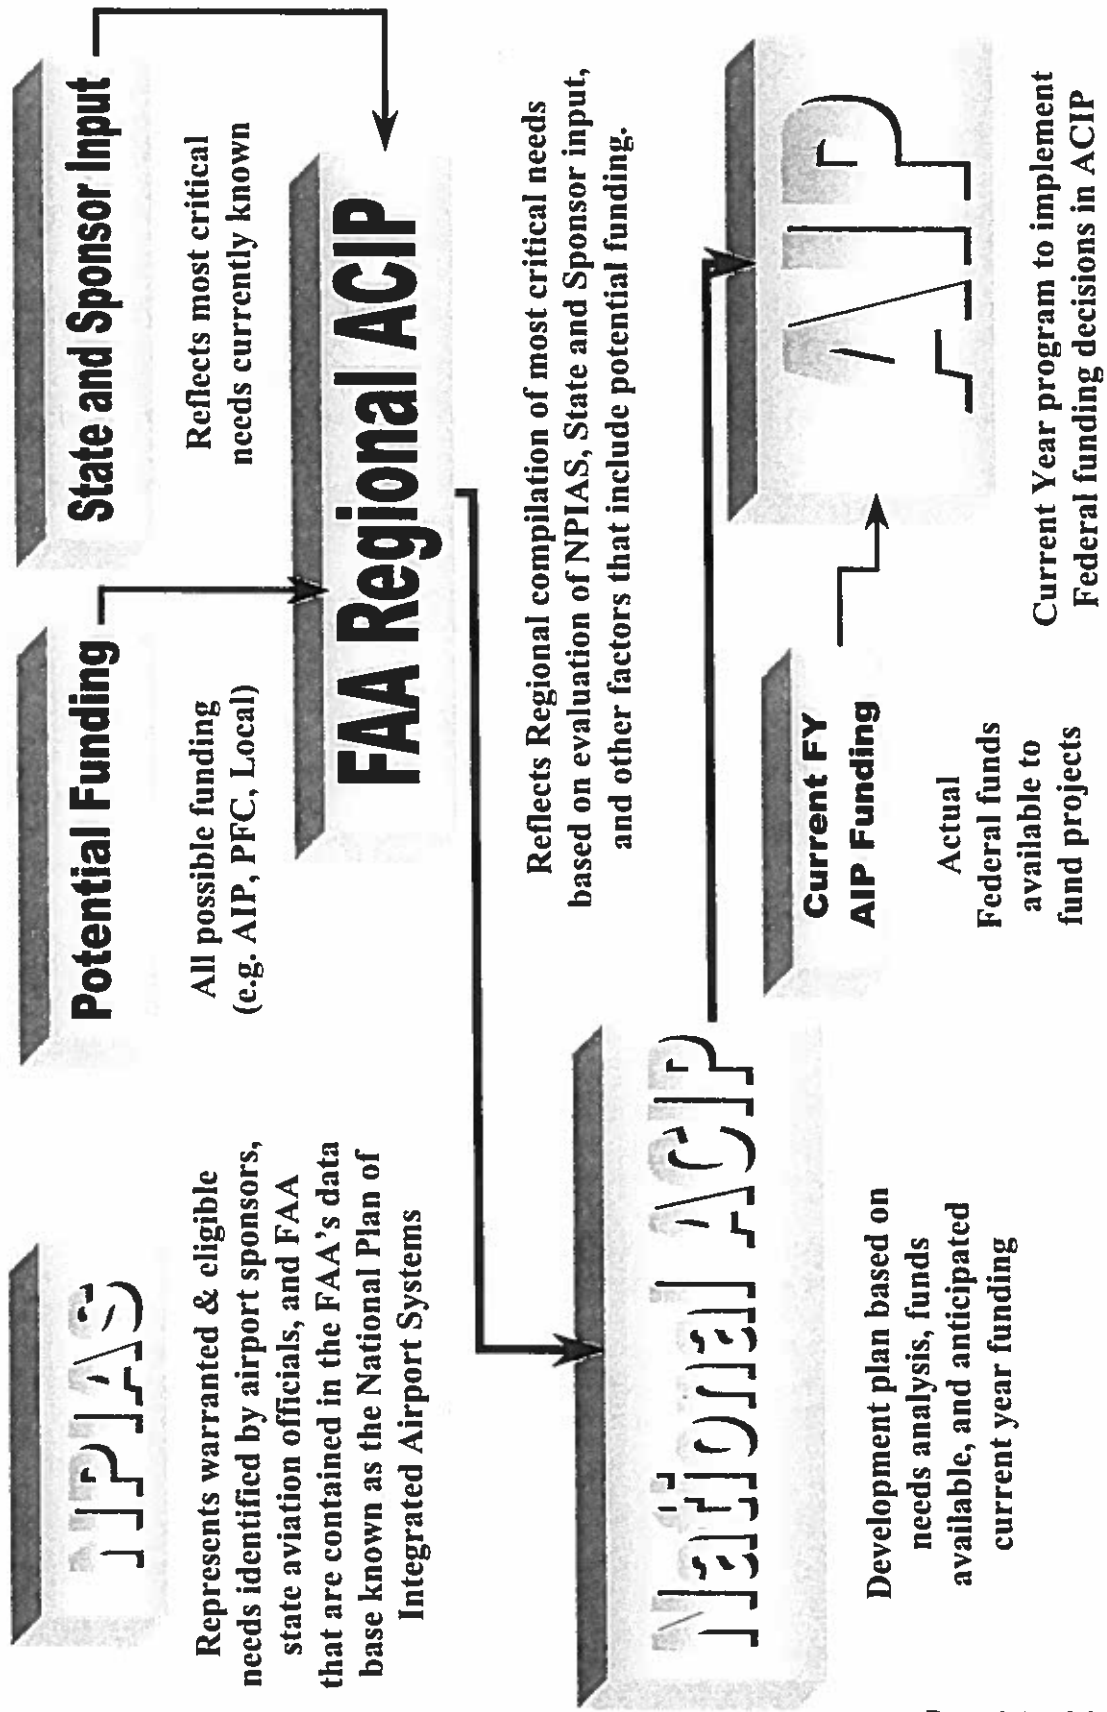 NPIAS
Represents warranted & eligible
needs identified by airport sponsors,
state aviation officials, and FAA
that are contained in the FAA's data
base known as the National Plan of
Integrated Airport Systems
Potential Funding
All possible funding
(e.g. AIP, PFC, Local)
State and Sponsor Input
Reflects most critical
needs currently known
FAA Regional ACIP
Reflects Regional compilation of most critical needs
based on evaluation of NPIAS, State and Sponsor input,
and other factors that include potential funding.
National ACIP
Development plan based on
needs analysis, funds
available, and anticipated
current year funding
Current FY
AIP Funding
Actual
Federal funds
available to
fund projects
AIP
Current Year program to implement
Federal funding decisions in ACIP